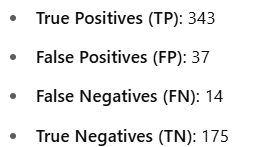 • True Positives (TP): 343
• False Positives (FP): 37
• False Negatives (FN): 14
• True Negatives (TN): 175